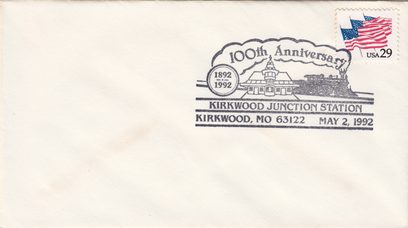 100th Anniversary
1892
1992
USA 29
KIRKWOOD JUNCTION STATION
KIRKWOOD, MO 63122 MAY 2, 1992